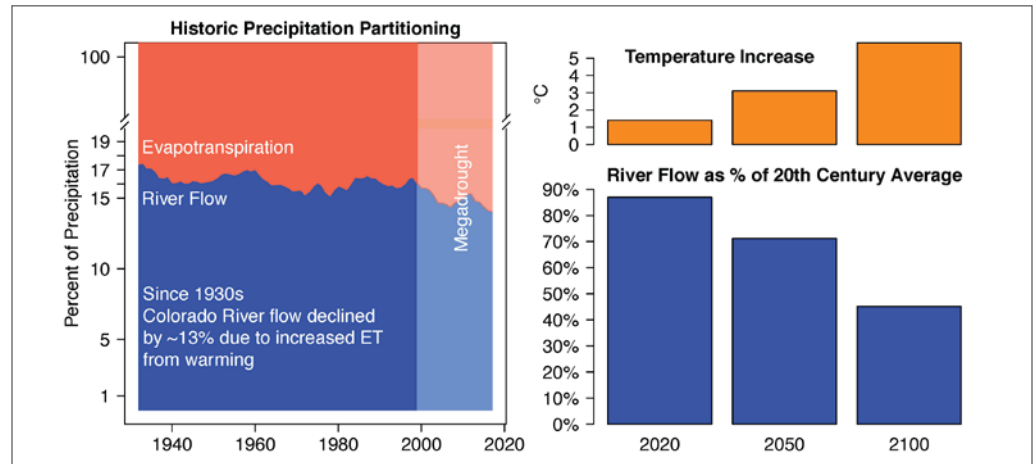 Historic Precipitation Partitioning
Percent of Precipitation
100
19
17
15
10
5
1
Evapotranspiration
River Flow
Megadrought
Since 1930s
Colorado River flow declined
by ~13% due to increased ET
from warming
1940
1960
1980
2000
2020
Temperature Increase
°C
5
4
3
2
1
0
River Flow as % of 20th Century Average
90%
80%
70%
60%
50%
40%
30%
20%
10%
0%
2020
2050
2100